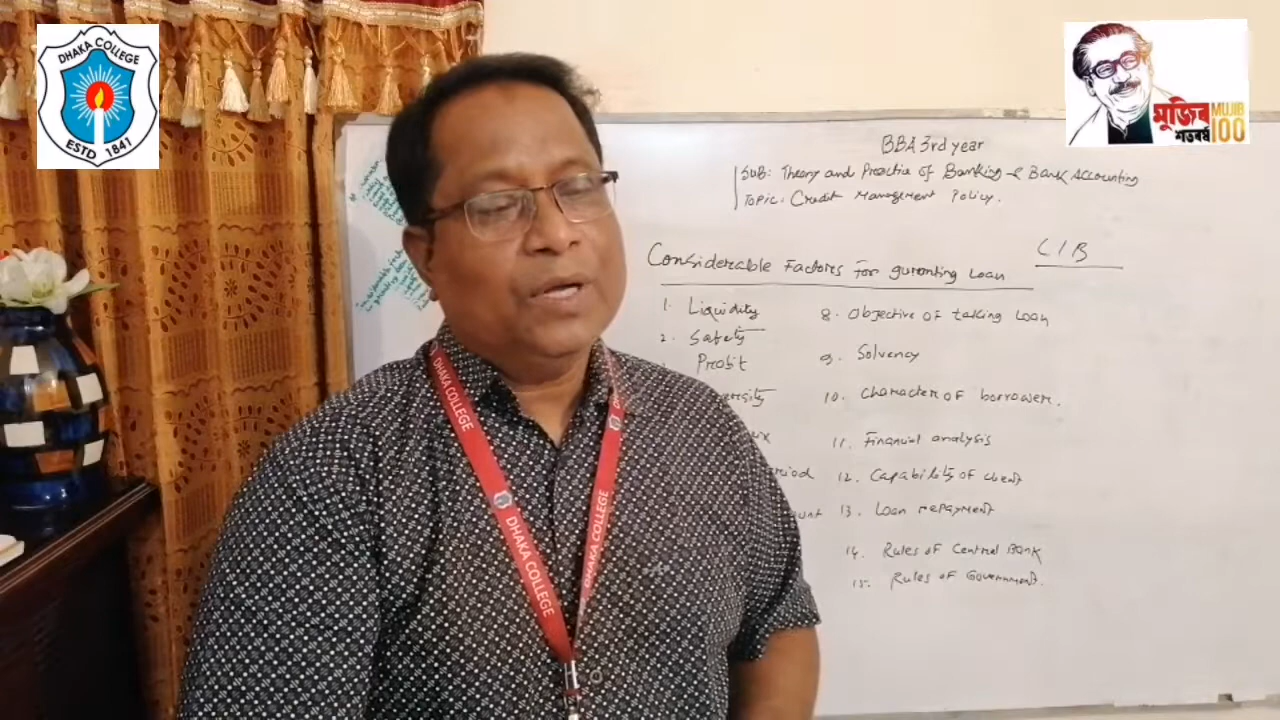 DHAKA COLLEGE
ESTD 1841
মুজিব
শতবর্ষ
MUJIB
100
BBA 3rd year
SUB: Theory and Practice of Banking & Bank Accounting
TOPIC: Credit Management Policy.
CIB
Considerable Factors for guranting Loan
1. Liquidity
2. Safety
Profit
8. Objective of taking Loan
9. Solvency
10. Character of borrower.
11. Financial analysis
12. Capability of client
13. Loan repayment
14. Rules of Central Bank
15. Rules of Government.
DHAKA COLLEGE
DHAKA COLLEGE
DHAKA COLLEGE